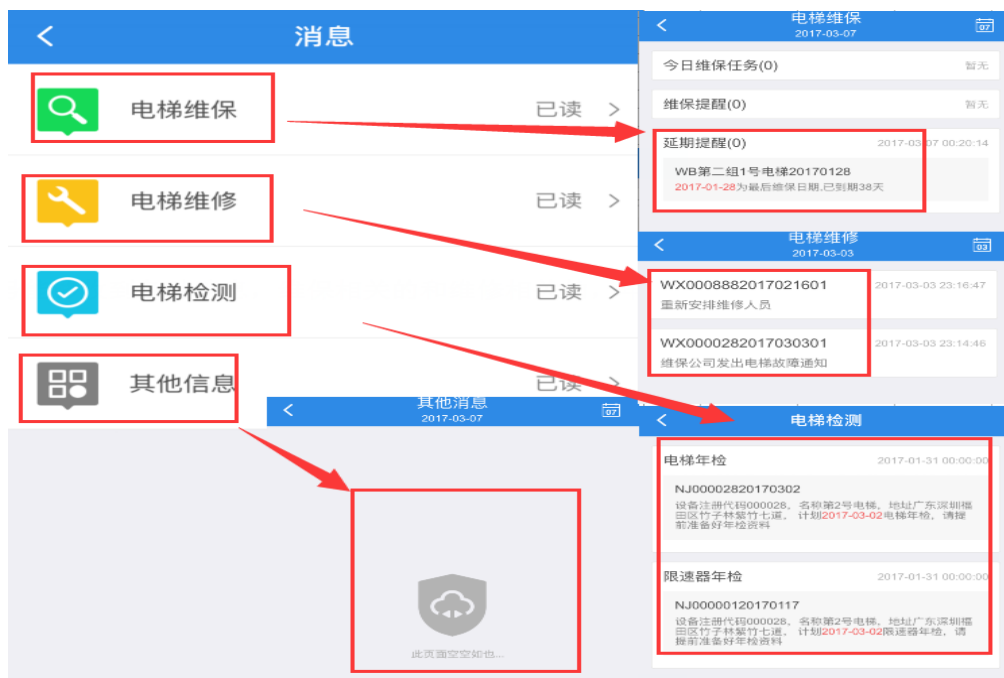 消息
电梯维保
已读
电梯维修
已读
电梯检测
已读
其他信息
已读
其他消息
2017-03-07
07
此页面空空如也...
电梯维保
2017-03-07
07
今日维保任务(0)
暂无
维保提醒(0)
暂无
延期提醒(0)
2017-03-07 00:20:14
WB第二组1号电梯20170128
2017-01-28为最后维保日期,已到期38天
电梯维修
2017-03-03
03
WX0008882017021601
2017-03-03 23:16:47
重新安排维修人员
WX0000282017030301
2017-03-03 23:14:46
维保公司发出电梯故障通知
电梯检测
电梯年检
2017-01-31 00:00:00
NJ00002820170302
设备注册代码000028，名称第2号电梯，地址广东深圳福
田区竹子林紫竹七道， 计划2017-03-02电梯年检，请提
前准备好年检资料
限速器年检
2017-01-31 00:00:00
NJ00000120170117
设备注册代码000028，名称第2号电梯，地址广东深圳福
田区竹子林紫竹七道， 计划2017-03-02限速器年检，请
提前准备好年检资料